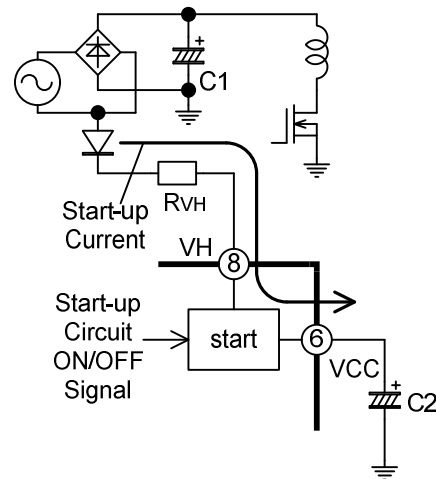 +
C1
RVH
Start-up
Current
VH
8
Start-up
Circuit
ON/OFF
Signal
start
6
VCC
+
C2